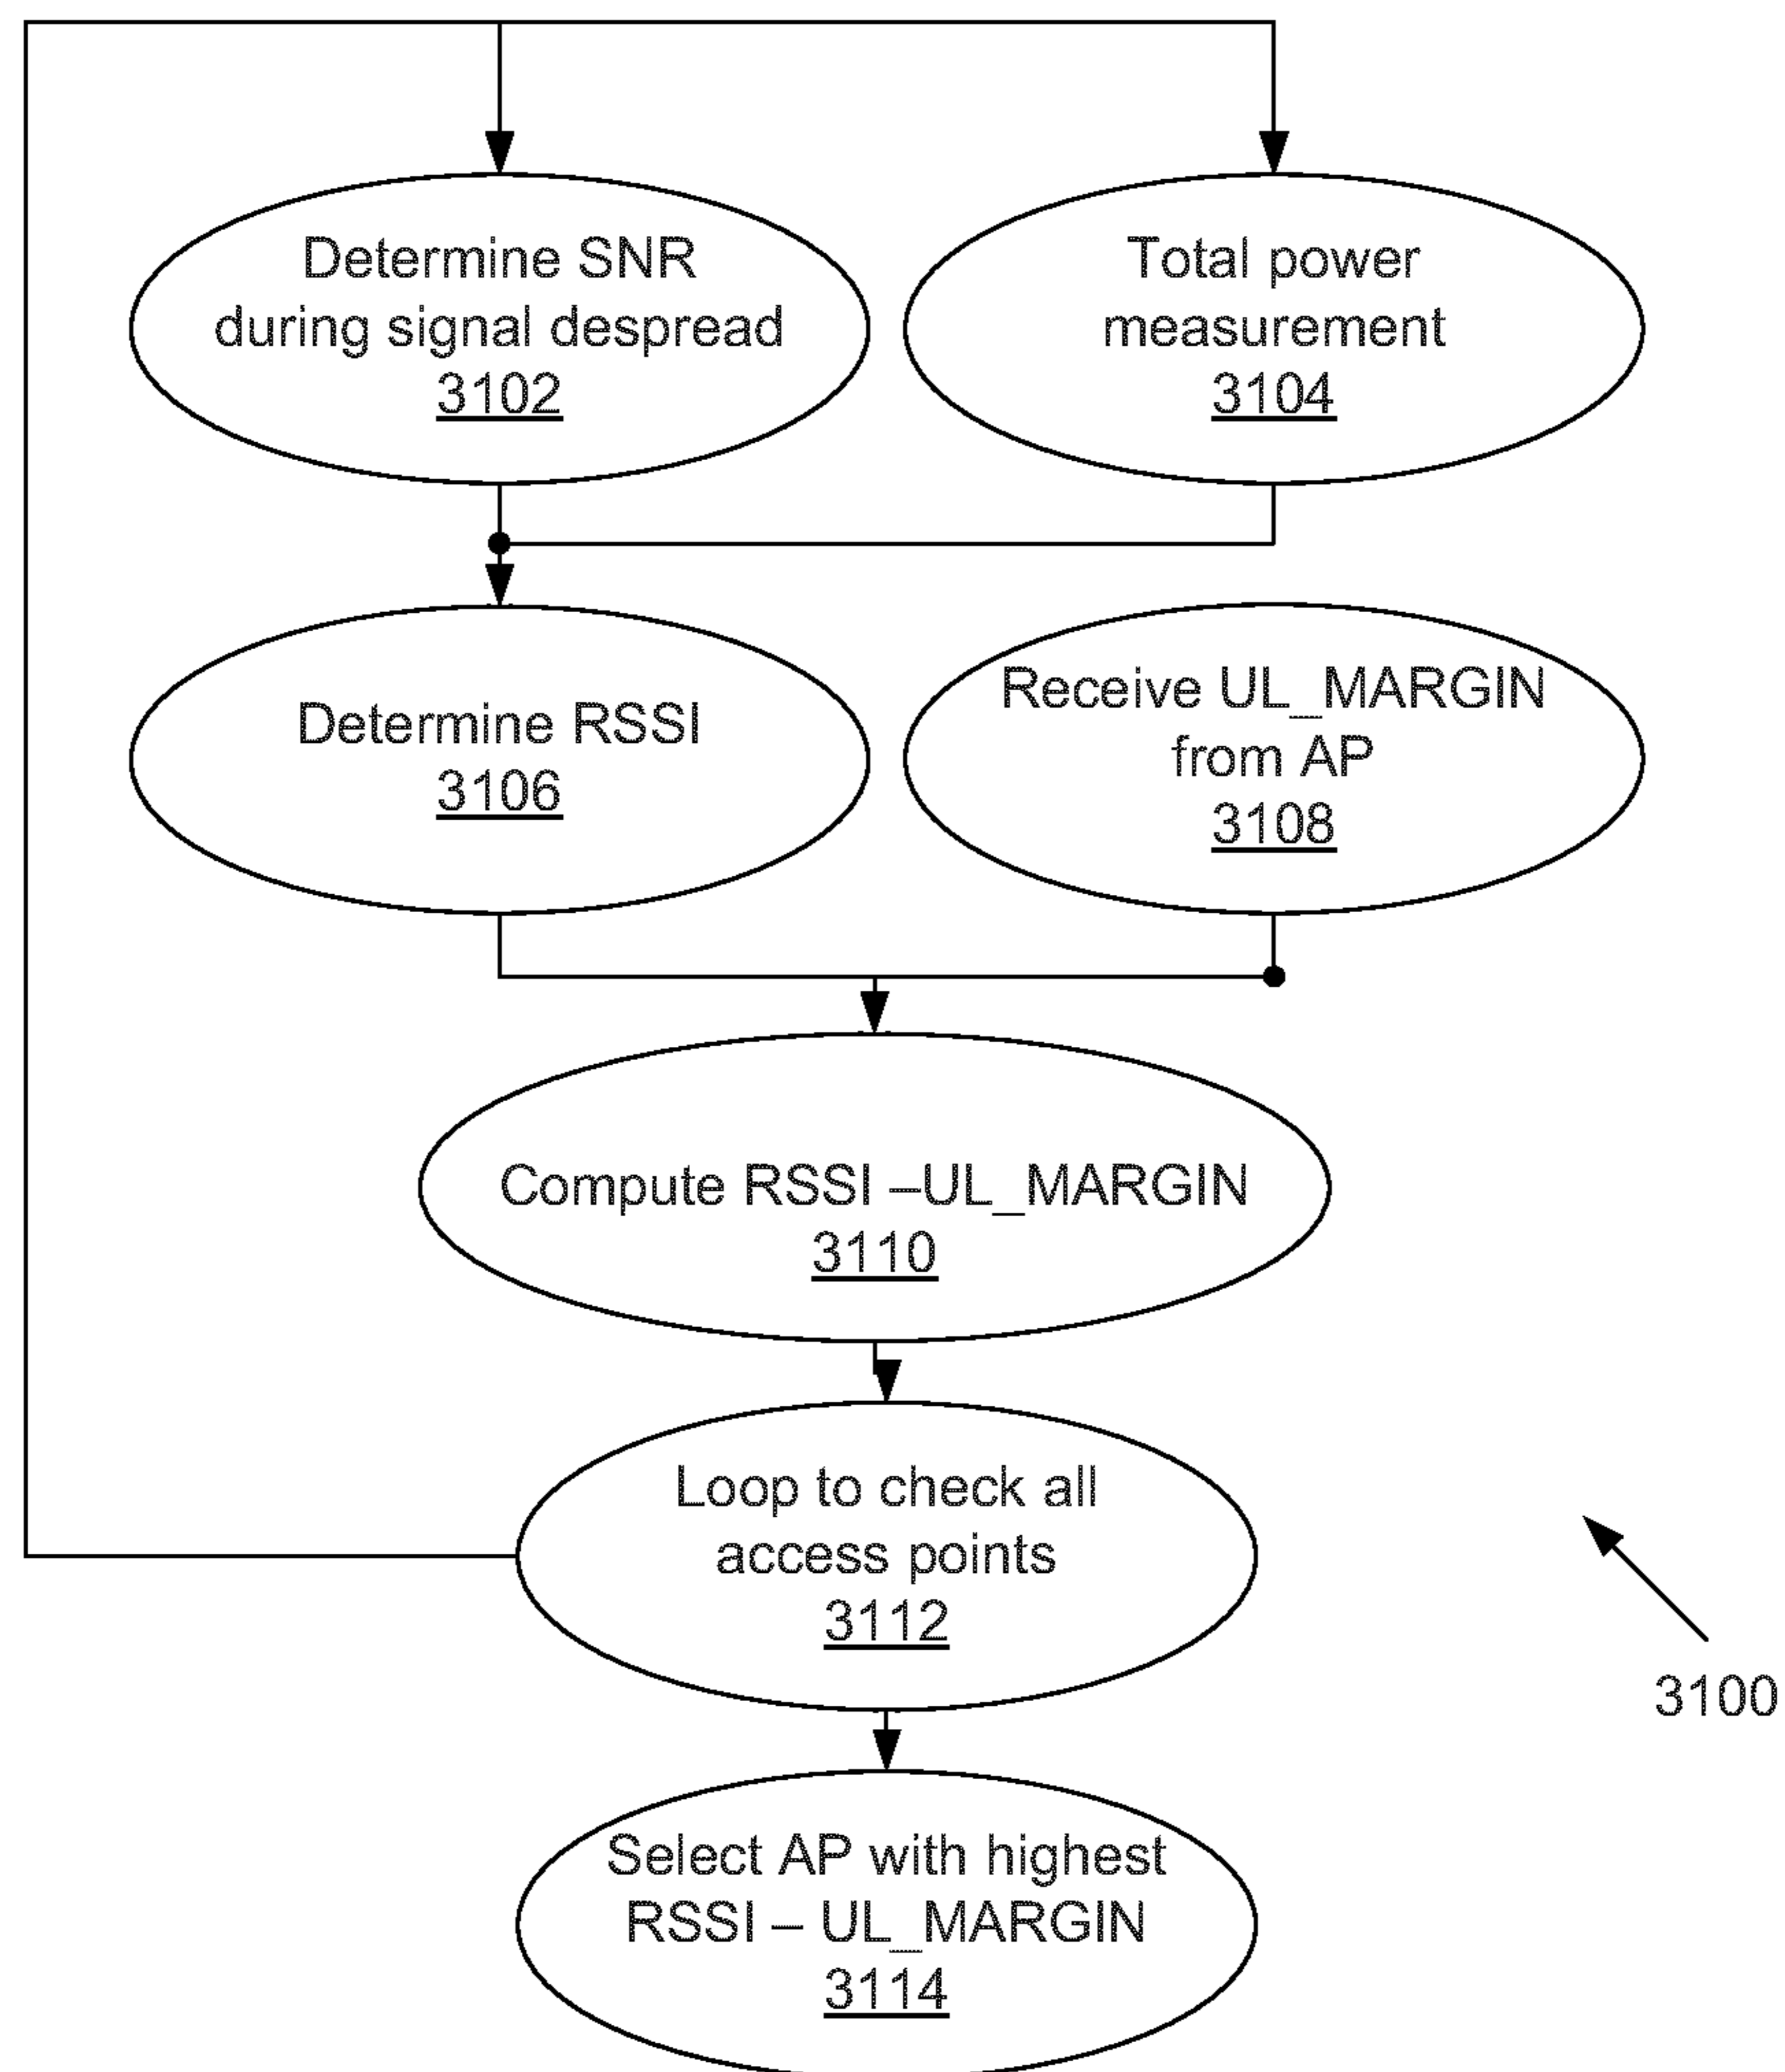 Determine SNR
during signal despread
3102
Total power
measurement
3104
Determine RSSI
3106
Receive UL_MARGIN
from AP
3108
Compute RSSI –UL_MARGIN
3110
Loop to check all
access points
3112
3100
Select AP with highest
RSSI – UL_MARGIN
3114